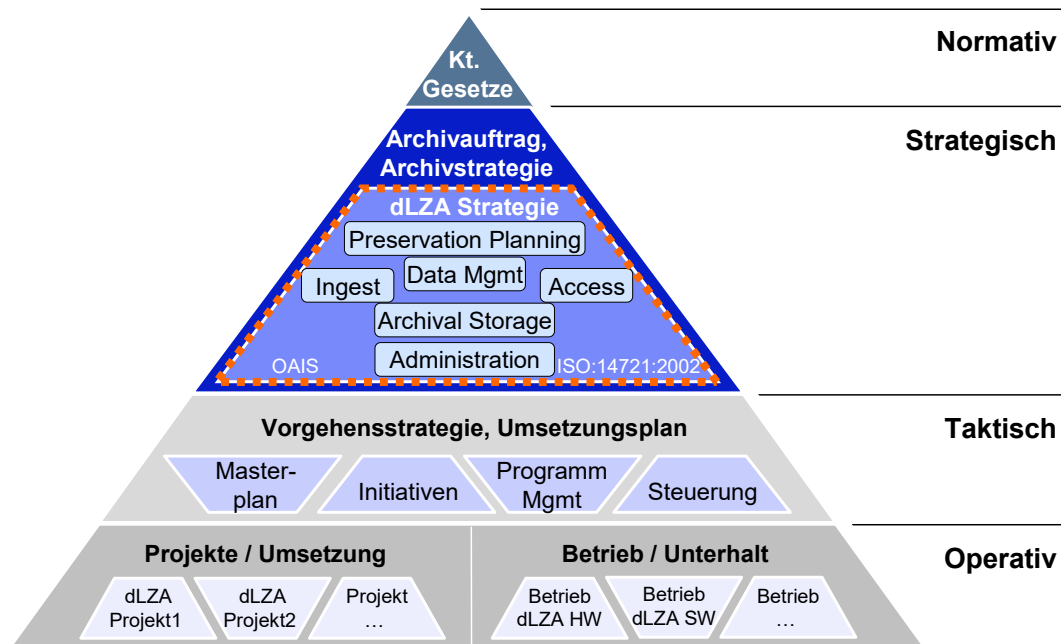 Normativ
Kt.
Gesetze
Strategisch
Archivauftrag,
Archivstrategie
dLZA Strategie
Preservation Planning
Ingest
Data Mgmt
Access
Archival Storage
Administration
OAIS
ISO:14721:2002
Taktisch
Vorgehensstrategie, Umsetzungsplan
Master-
plan
Initiativen
Programm
Mgmt
Steuerung
Operativ
Projekte / Umsetzung
dLZA
Projekt1
dLZA
Projekt2
Projekt
…
Betrieb / Unterhalt
Betrieb
dLZA HW
Betrieb
dLZA SW
Betrieb
…